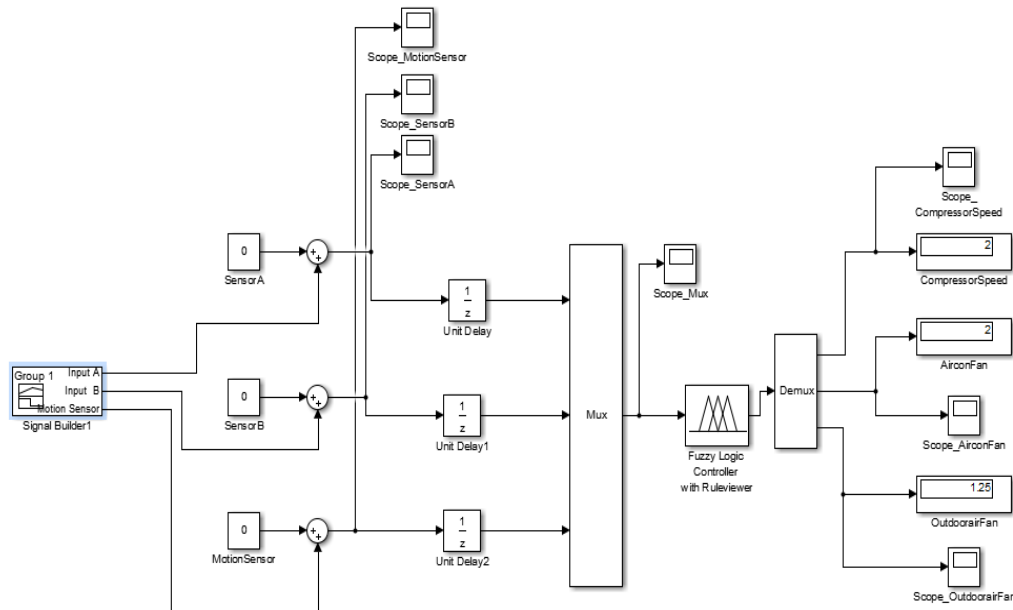 Scope_MotionSensor
Scope_SensorB
Scope_SensorA
Scope_
CompressorSpeed
0
SensorA
2
CompressorSpeed
Scope_Mux
1
z
Unit Delay
2
AirconFan
Group 1
Input A
Input B
Motion Sensor
Signal Builder1
0
SensorB
1
z
Unit Delay1
Mux
Fuzzy Logic
Controller
with Ruleviewer
Demux
Scope_AirconFan
1.25
OutdoorairFan
0
MotionSensor
1
z
Unit Delay2
Scope_OutdoorairFan